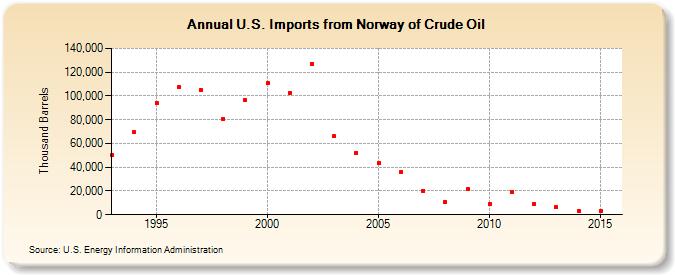 Annual U.S. Imports from Norway of Crude Oil
Thousand Barrels
140,000
120,000
100,000
80,000
60,000
40,000
20,000
0
1995 2000 2005 2010 2015
Source: U.S. Energy Information Administration